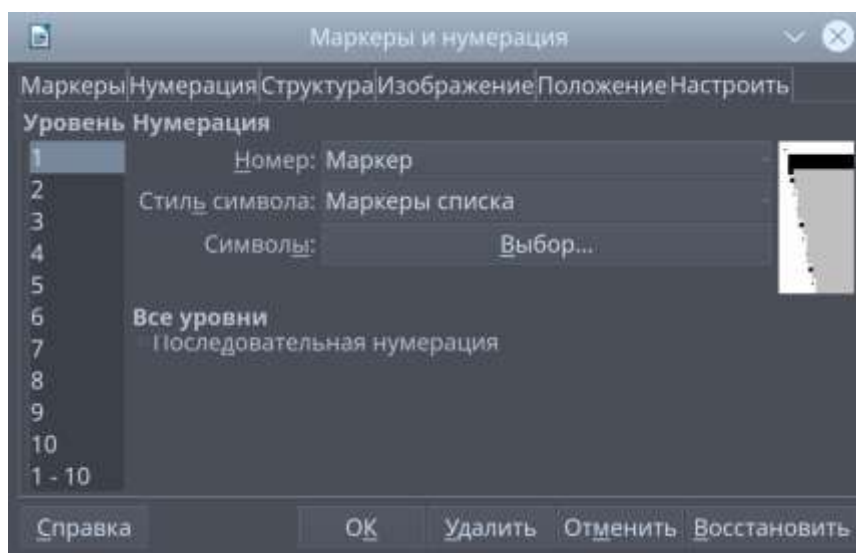 Маркеры и нумерация
Маркеры Нумерация Структура Изображение Положение Настроить
Уровень Нумерация
1
Номер: Маркер
2
Стиль символа: Маркеры списка
3
4
Символы: Выбор...
5
6
Все уровни
7
Последовательная нумерация
8
9
10
1 - 10
Справка ОК Удалить Отменить Восстановить